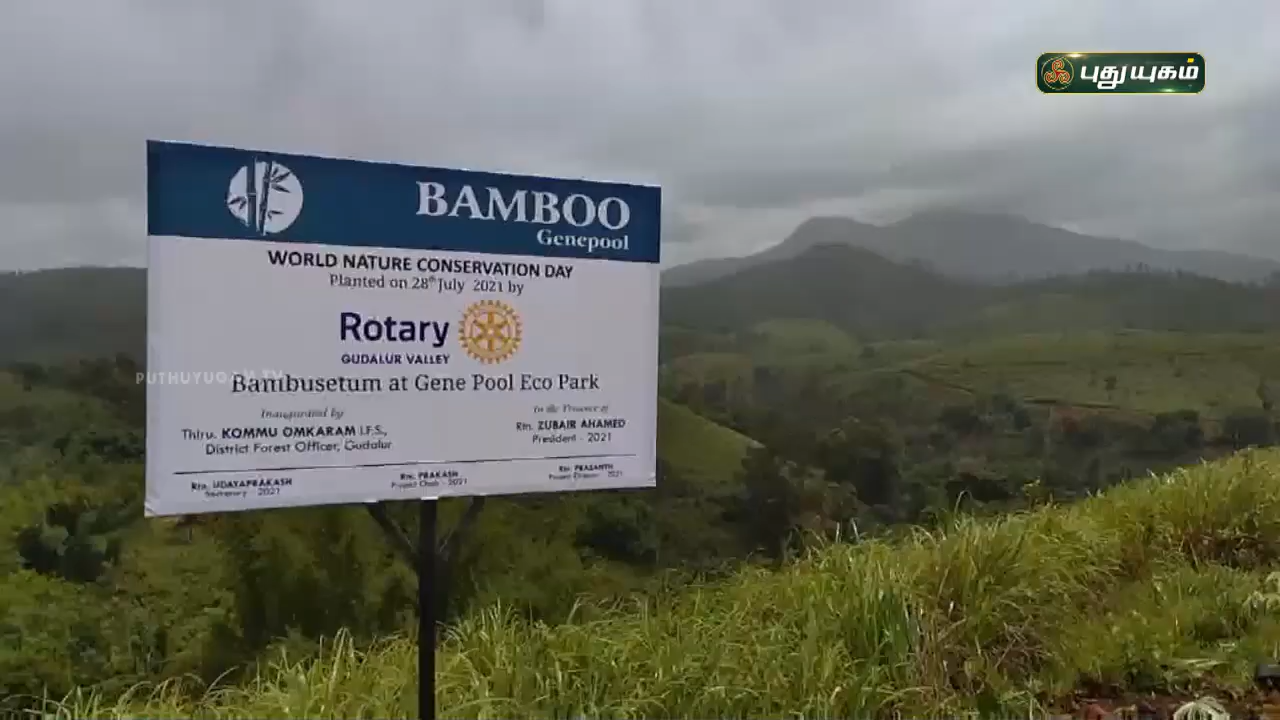 புதுயுகம்
BAMBOO
Genepool
WORLD NATURE CONSERVATION DAY
Planted on 28th July 2021 by
Rotary
GUDALUR VALLEY
PUTHUYUGAM TV
Bambusetum at Gene Pool Eco Park
Inaugurated by
Thiru. KOMMU OMKARAM I.F.S.,
District Forest Officer, Gudalur
In the Presence of
Rtn. ZUBAIR AHAMED
President - 2021
Rtn. UDAYAPRAKASH
Secretary - 2021
Rtn. PRAKASH
Project Chair - 2021
Rtn. PRASANTH
Project Director - 2021